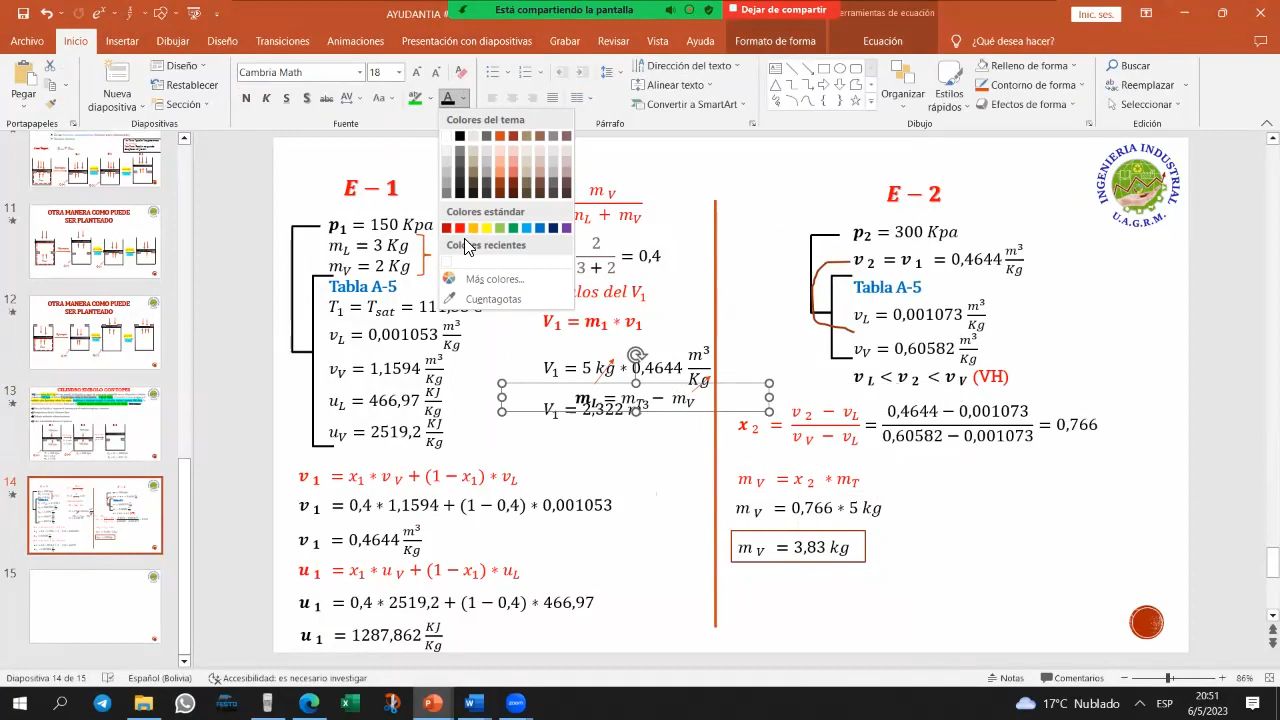 AYUDANTIA #
Está compartiendo la pantalla
Dejar de compartir
erramientas de ecuación
Inic. ses.
Archivo
Inicio
Insertar
Dibujar
Diseño
Transiciones
Animaciones
Presentación con diapositivas
Grabar
Revisar
Vista
Ayuda
Formato de forma
Ecuación
¿Qué desea hacer?
Pegar
Nueva
diapositiva
Diseño
Restablecer
Sección
Cambria Math
18
N K S S abc AV Aa A
Dirección del texto
Alinear texto
Convertir a SmartArt
Organizar
Estilos
rápidos
Relleno de forma
Contorno de forma
Efectos de forma
Buscar
Reemplazar
Seleccionar
Portapapeles
Diapositivas
Fuente
Párrafo
Dibujo
Edición
Colores del tema
Colores estándar
Colores recientes
Más colores...
Cuentagotas
11
OTRA MANERA COMO PUEDE
SER PLANTEADO
12
OTRA MANERA COMO PUEDE
SER PLANTEADO
13
14
15
E − 1
p₁ = 150 Kpa
m_L = 3 Kg
m_V = 2 Kg
Tabla A-5
T₁ = T_sat = 11
v_L = 0,001053 m³/Kg
v_V = 1,1594 m³/Kg
u_L = 466,97 KJ/Kg
u_V = 2519,2 KJ/Kg
v₁ = x₁ ∗ v_V + (1 − x₁) ∗ v_L
v₁ = 0,4 ∗ 1,1594 + (1 − 0,4) ∗ 0,001053
v₁ = 0,4644 m³/Kg
u₁ = x₁ ∗ u_V + (1 − x₁) ∗ u_L
u₁ = 0,4 ∗ 2519,2 + (1 − 0,4) ∗ 466,97
u₁ = 1287,862 KJ/Kg
m_V
m_L + m_V
2
3 + 2
= 0,4
los del V₁
V₁ = m₁ ∗ v₁
V₁ = 5 kg ∗ 0,4644 m³/Kg
m_L = m_T − m_V
V₁ = 2,322 m³
E − 2
p₂ = 300 Kpa
v₂ = v₁ = 0,4644 m³/Kg
Tabla A-5
v_L = 0,001073 m³/Kg
v_V = 0,60582 m³/Kg
v_L < v₂ < v_V (VH)
x₂ = (v₂ − v_L)/(v_V − v_L) = (0,4644 − 0,001073)/(0,60582 − 0,001073) = 0,766
m_V = x₂ ∗ m_T
m_V = 0,766 ∗ 5 kg
m_V = 3,83 kg
INGENIERIA INDUSTRIAL
U.A.G.R.M.
Diapositiva 14 de 15
Español (Bolivia)
Accesibilidad: es necesario investigar
Notas
Comentarios
86%
FESTO
zoom
17°C Nublado
ESP
20:51
6/5/2023